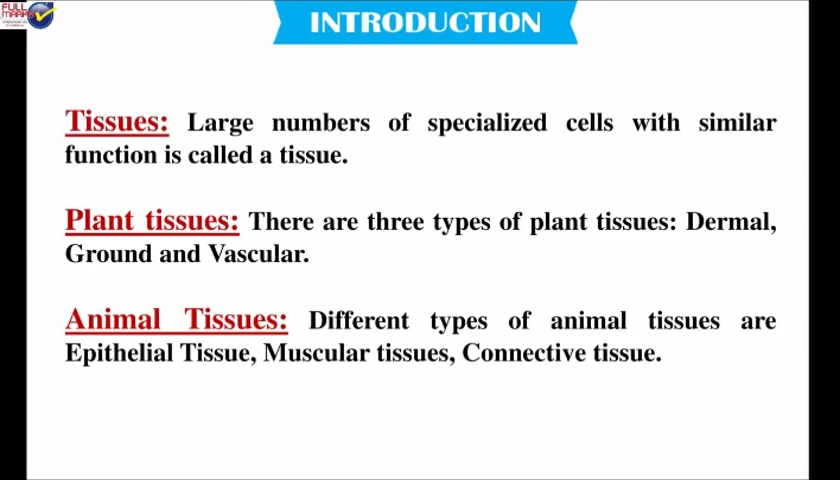 FULL
MARKS
INTRODUCTION
Tissues: Large numbers of specialized cells with similar
function is called a tissue.
Plant tissues: There are three types of plant tissues: Dermal,
Ground and Vascular.
Animal Tissues: Different types of animal tissues are
Epithelial Tissue, Muscular tissues, Connective tissue.